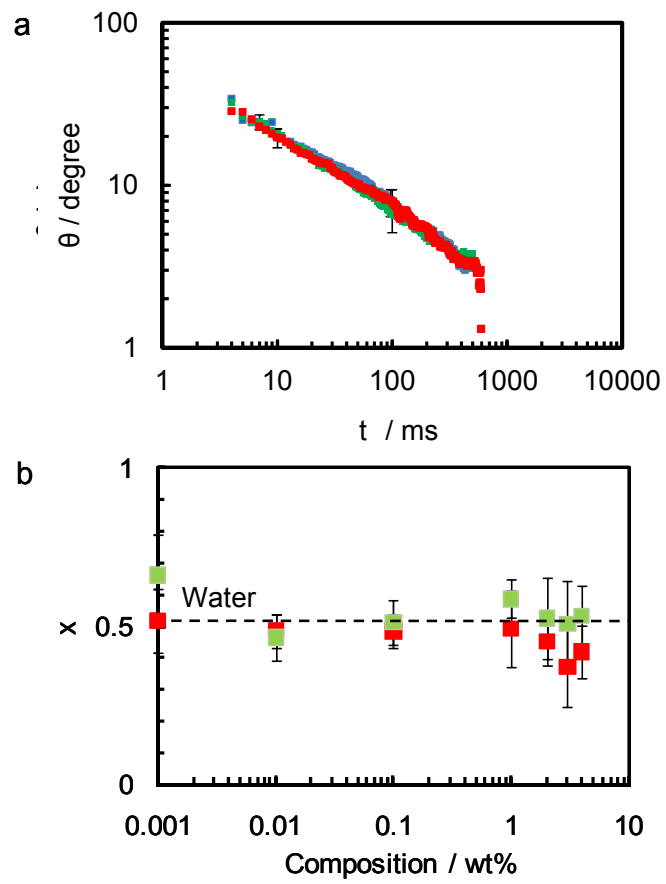 a
100
10
1
θ / degree
1 10 100 1000 10000
t / ms
b
1
Water
x 0.5
0
0.001 0.01 0.1 1 10
Composition / wt%